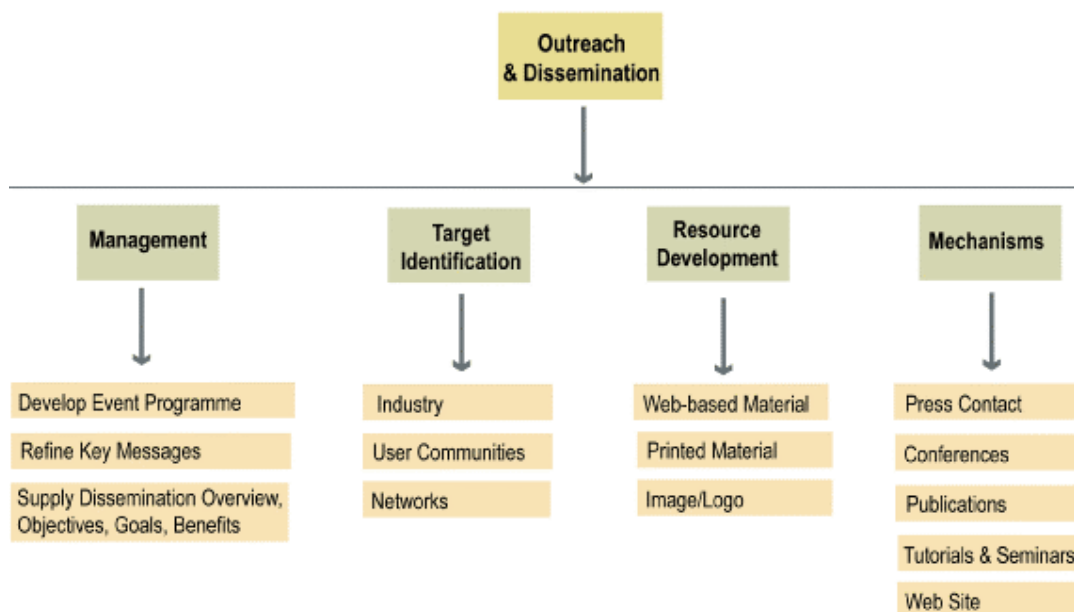 Outreach
& Dissemination
Management
Target
Identification
Resource
Development
Mechanisms
Develop Event Programme
Refine Key Messages
Supply Dissemination Overview,
Objectives, Goals, Benefits
Industry
User Communities
Networks
Web-based Material
Printed Material
Image/Logo
Press Contact
Conferences
Publications
Tutorials & Seminars
Web Site